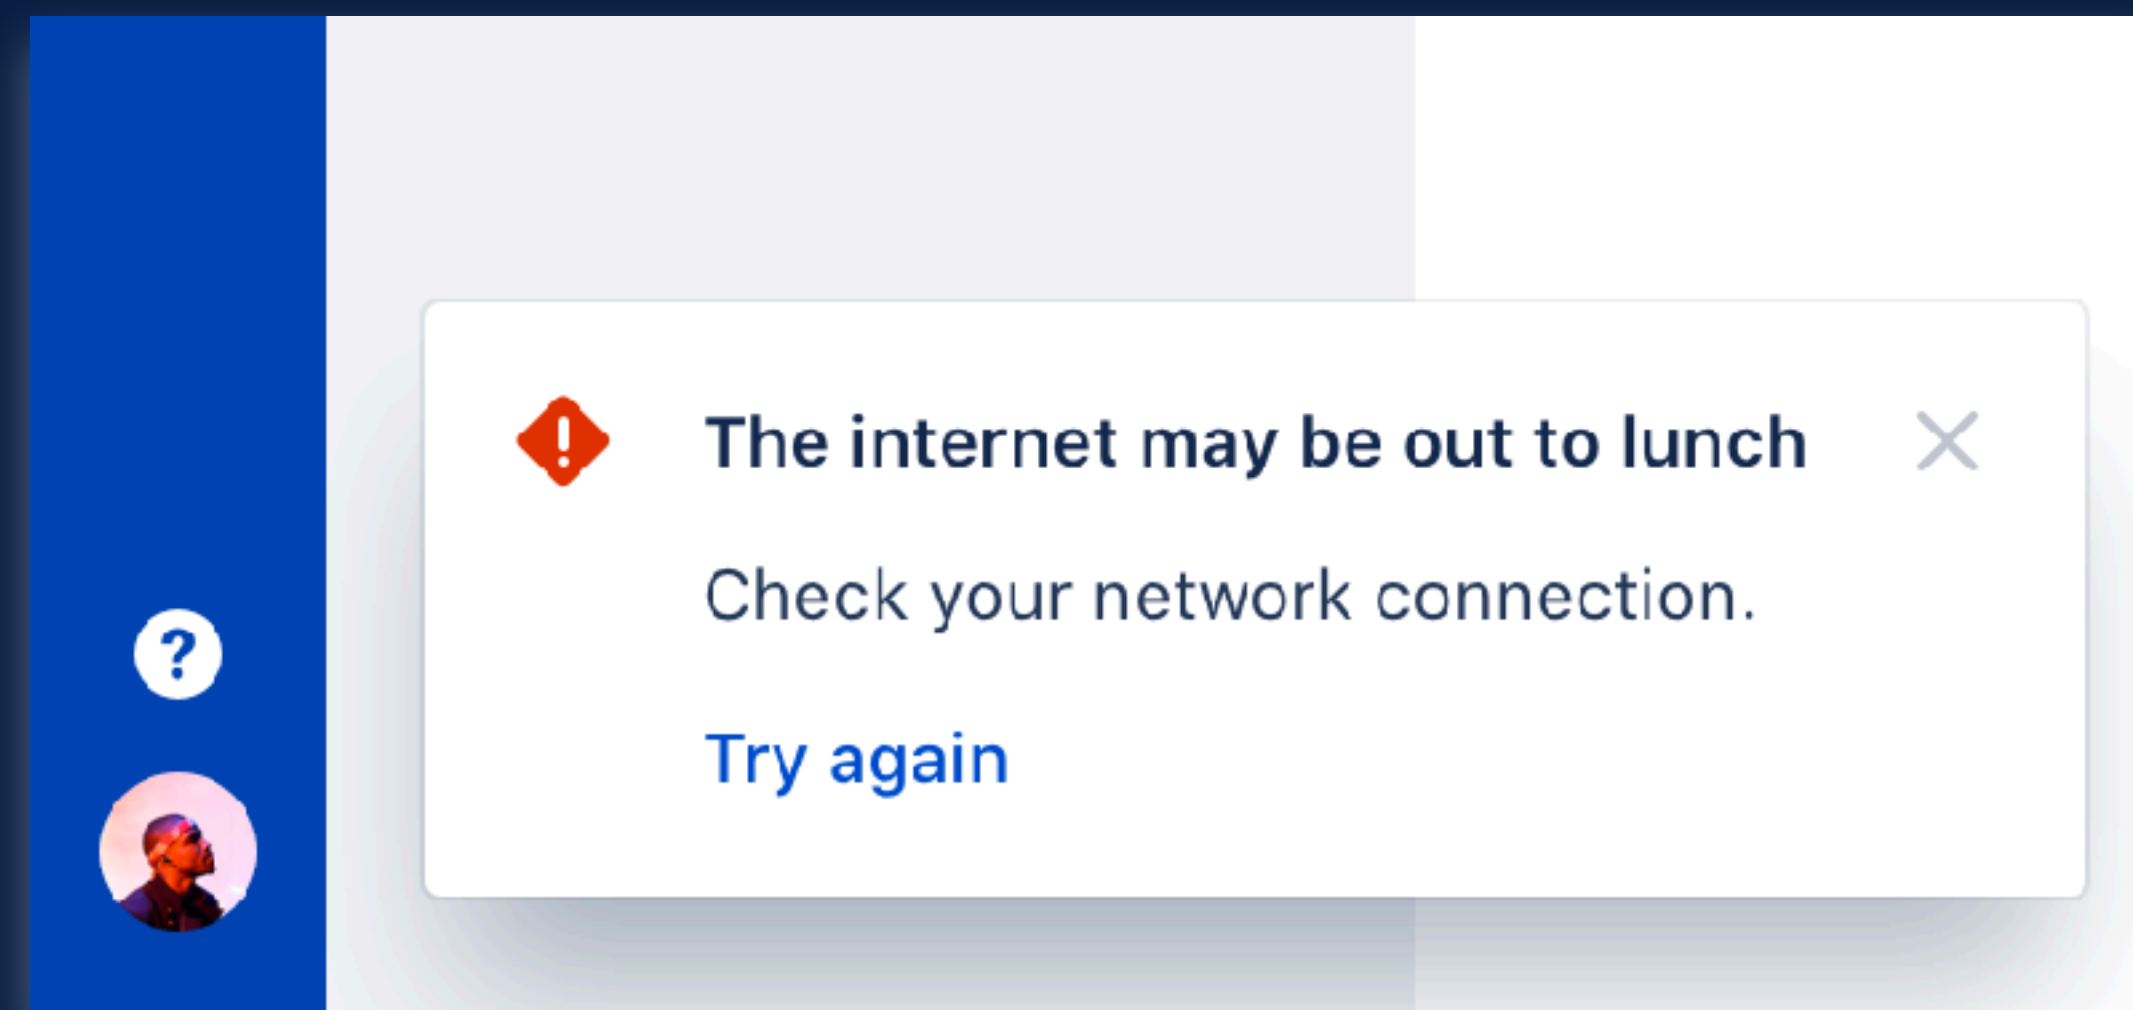 The internet may be out to lunch
Check your network connection.
Try again
?